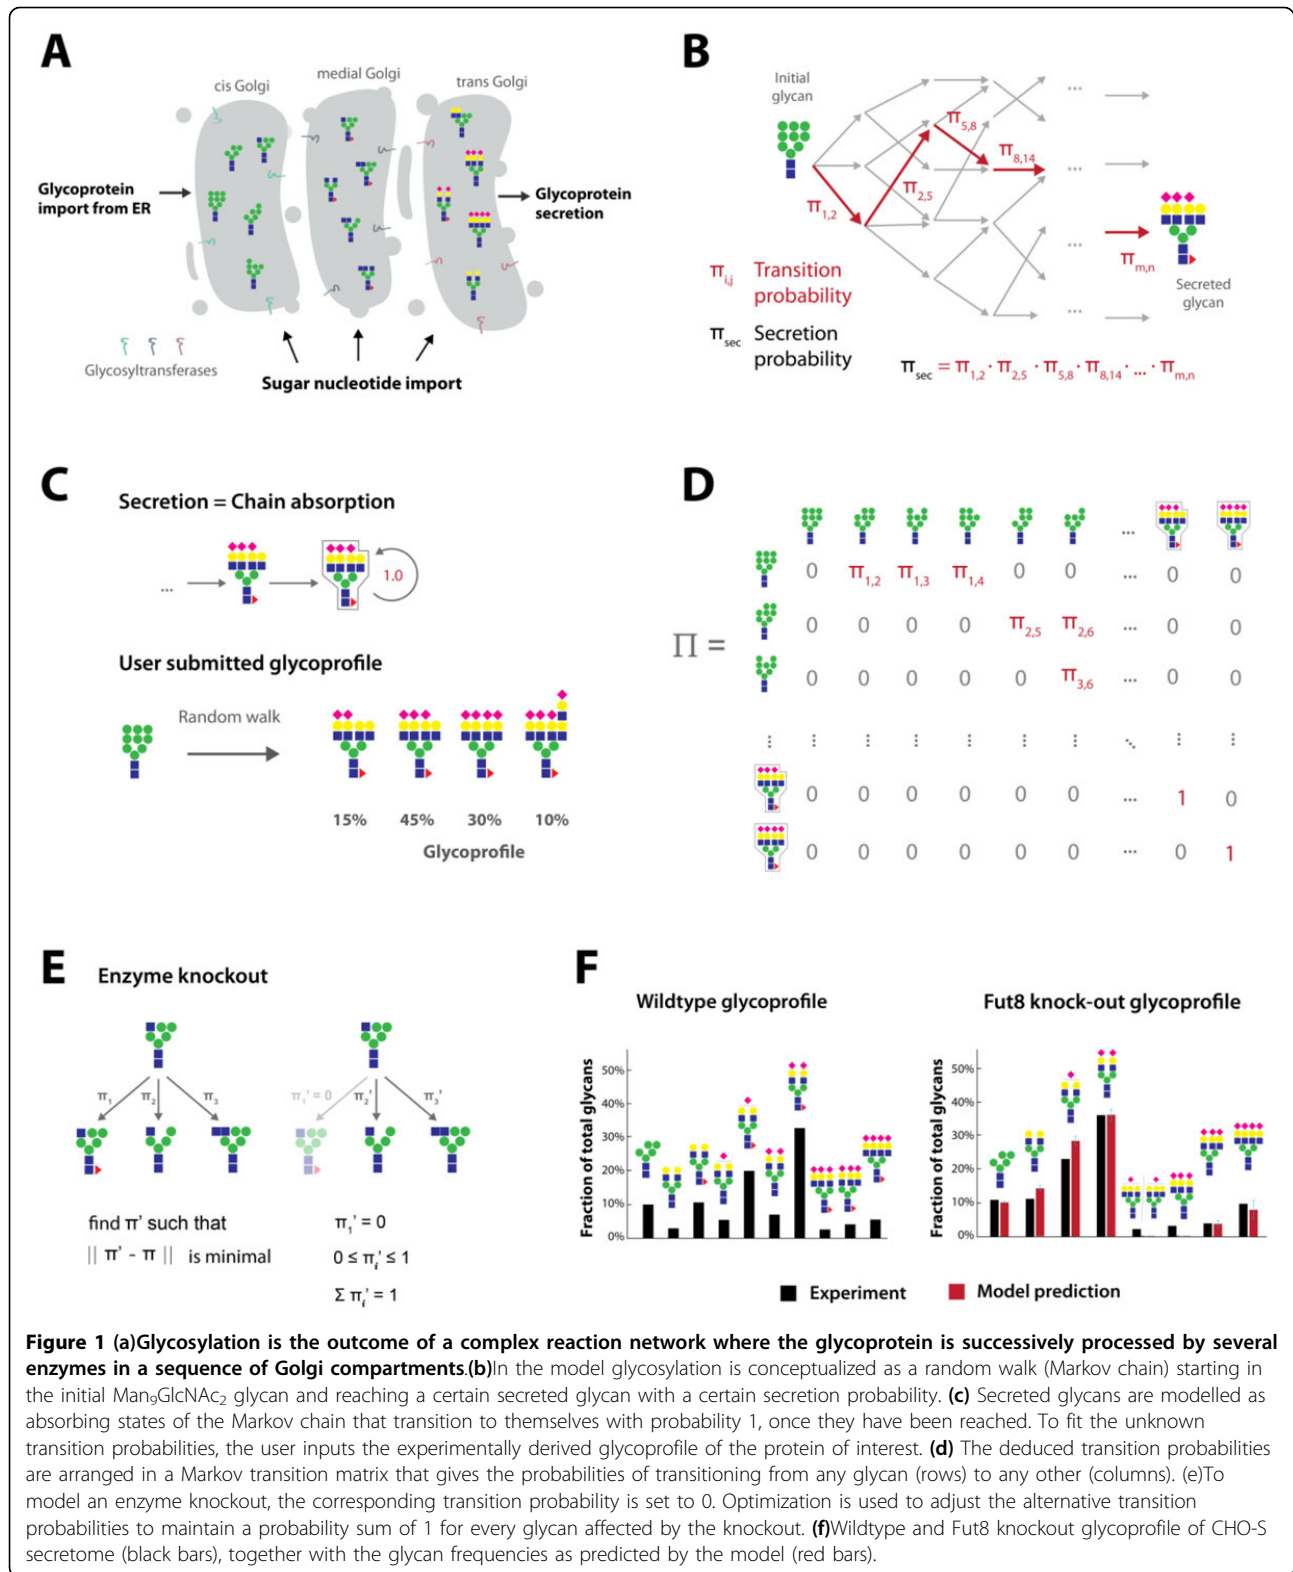 A
cis Golgi
medial Golgi
trans Golgi
Glycoprotein
import from ER
Glycoprotein
secretion
Glycosyltransferases
Sugar nucleotide import
B
Initial
glycan
π1,2
π2,5
π5,8
π8,14
...
...
...
...
πm,n
Secreted
glycan
πi,j Transition
probability
πsec Secretion
probability
πsec = π1,2 · π2,5 · π5,8 · π8,14 · ... · πm,n
C
Secretion = Chain absorption
...
1.0
User submitted glycoprofile
Random walk
15% 45% 30% 10%
Glycoprofile
D
...
0 π1,2 π1,3 π1,4 0 0 ... 0 0
0 0 0 0 π2,5 π2,6 ... 0 0
Π =
0 0 0 0 0 π3,6 ... 0 0
⋮ ⋮ ⋮ ⋮ ⋮ ⋮ ⋮ ⋱ ⋮ ⋮
0 0 0 0 0 0 ... 1 0
0 0 0 0 0 0 ... 0 1
E
Enzyme knockout
π1 π2 π3
π1' = 0 π2' π3'
find π' such that
|| π' - π || is minimal
π1' = 0
0 ≤ πi' ≤ 1
Σ πi' = 1
F
Wildtype glycoprofile
Fraction of total glycans
50%
40%
30%
20%
10%
0%
Fut8 knock-out glycoprofile
Fraction of total glycans
50%
40%
30%
20%
10%
0%
Experiment
Model prediction
Figure 1 (a)Glycosylation is the outcome of a complex reaction network where the glycoprotein is successively processed by several
enzymes in a sequence of Golgi compartments.(b)In the model glycosylation is conceptualized as a random walk (Markov chain) starting in
the initial Man9GlcNAc2 glycan and reaching a certain secreted glycan with a certain secretion probability. (c) Secreted glycans are modelled as
absorbing states of the Markov chain that transition to themselves with probability 1, once they have been reached. To fit the unknown
transition probabilities, the user inputs the experimentally derived glycoprofile of the protein of interest. (d) The deduced transition probabilities
are arranged in a Markov transition matrix that gives the probabilities of transitioning from any glycan (rows) to any other (columns). (e)To
model an enzyme knockout, the corresponding transition probability is set to 0. Optimization is used to adjust the alternative transition
probabilities to maintain a probability sum of 1 for every glycan affected by the knockout. (f)Wildtype and Fut8 knockout glycoprofile of CHO-S
secretome (black bars), together with the glycan frequencies as predicted by the model (red bars).